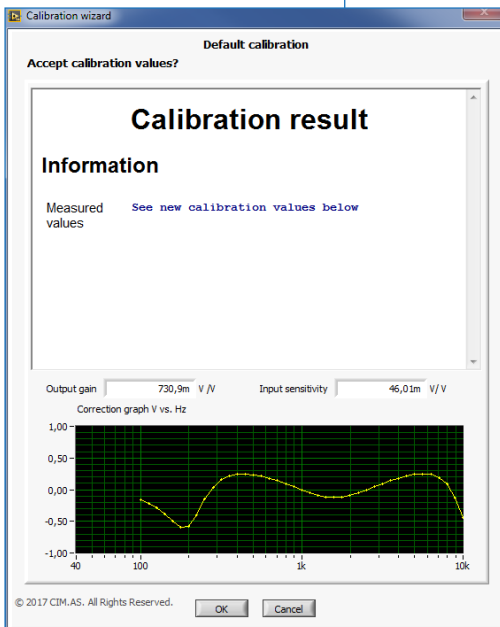 Calibration wizard
Default calibration
Accept calibration values?
Calibration result
Information
Measured values
See new calibration values below
Output gain 730,9m V /V Input sensitivity 46,01m V/ V
Correction graph V vs. Hz
1,00
0,50
0,00
-0,50
-1,00
40 100 1k 10k
© 2017 CIM.AS. All Rights Reserved.
OK Cancel